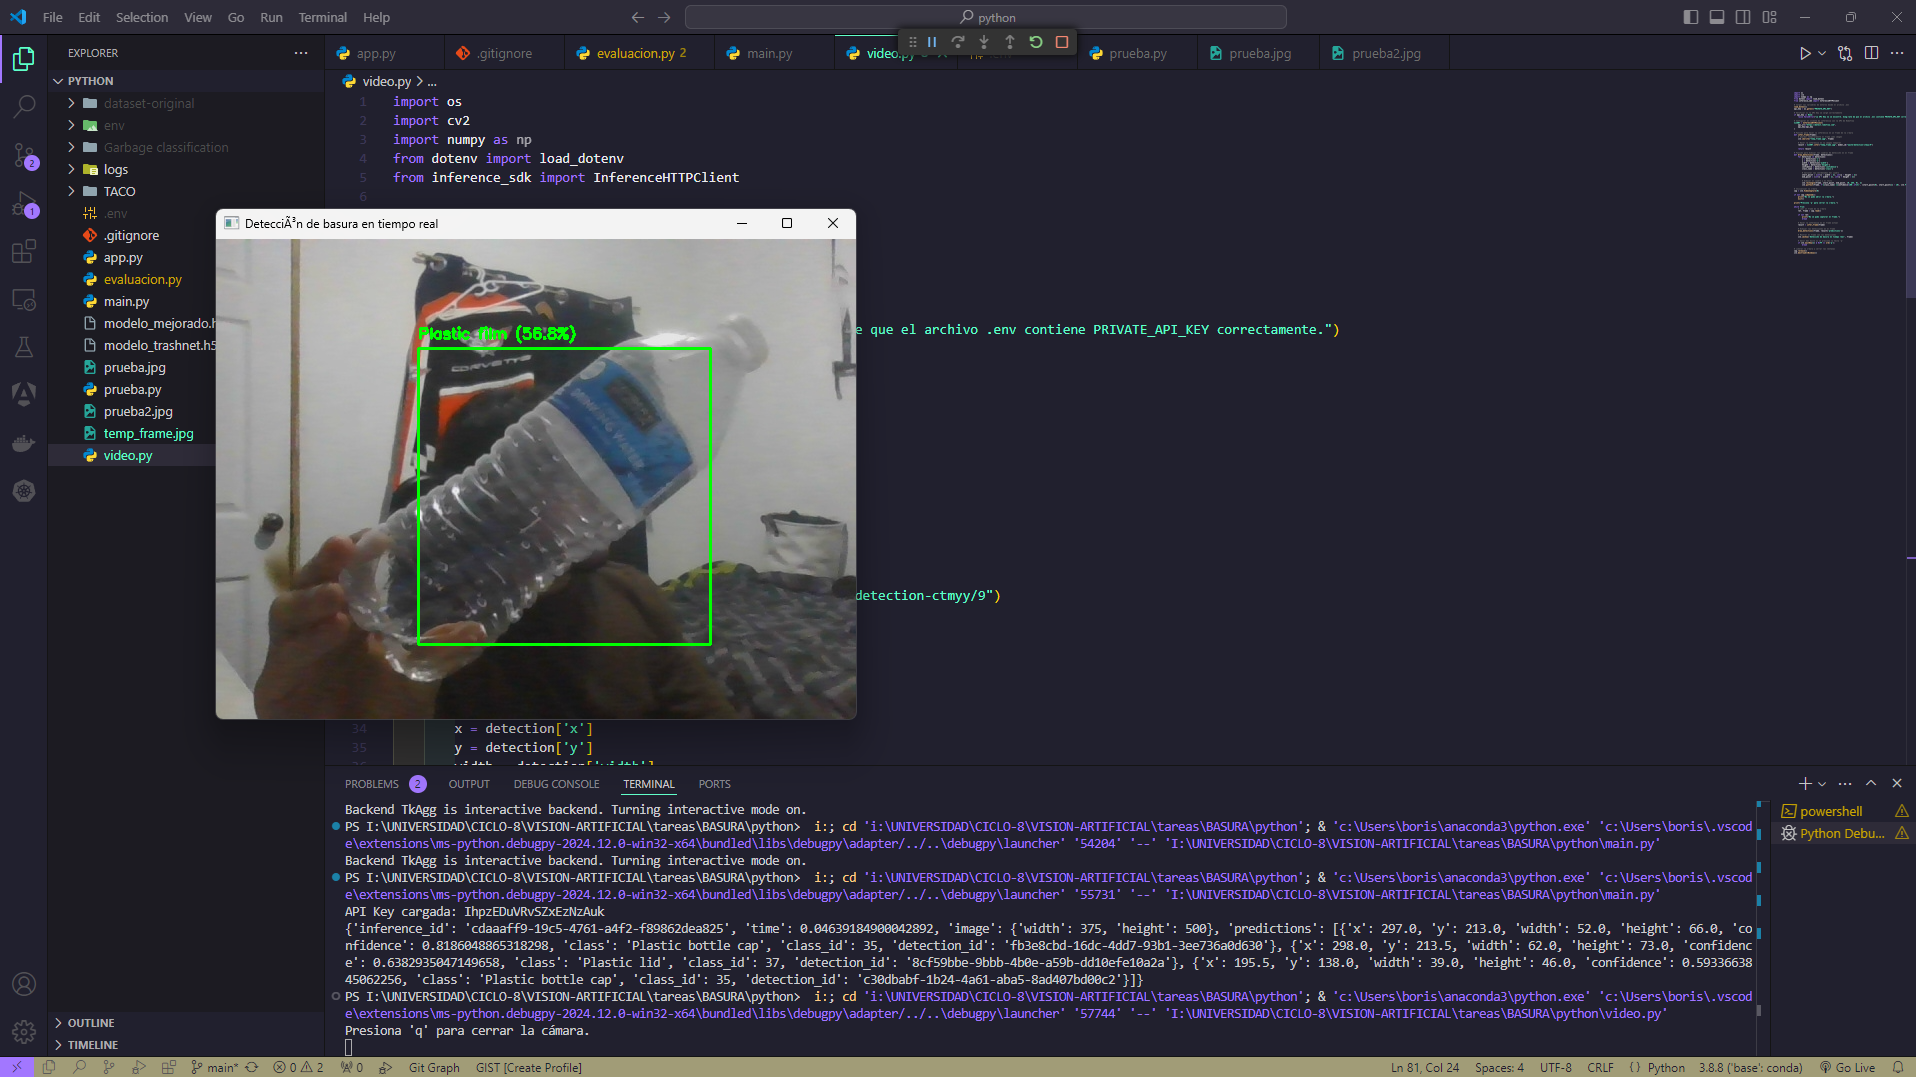 File Edit Selection View Go Run Terminal Help
python
EXPLORER
PYTHON
dataset-original
env
Garbage classification
logs
TACO
.env
.gitignore
app.py
evaluacion.py
main.py
modelo_mejorado.h
modelo_trashnet.h5
prueba.jpg
prueba.py
prueba2.jpg
temp_frame.jpg
video.py
OUTLINE
TIMELINE
app.py .gitignore evaluacion.py 2 main.py video.py prueba.py prueba.jpg prueba2.jpg
video.py > ...
1 import os
2 import cv2
3 import numpy as np
4 from dotenv import load_dotenv
5 from inference_sdk import InferenceHTTPClient
6
e que el archivo .env contiene PRIVATE_API_KEY correctamente.")
detection-ctmyy/9")
34 x = detection['x']
35 y = detection['y']
width = detection['width']
DetecciÃ³n de basura en tiempo real
Plastic film (56.8%)
CORVETTE
DRINKING WATER
PROBLEMS 2 OUTPUT DEBUG CONSOLE TERMINAL PORTS
Backend TkAgg is interactive backend. Turning interactive mode on.
PS I:\UNIVERSIDAD\CICLO-8\VISION-ARTIFICIAL\tareas\BASURA\python> i:; cd 'i:\UNIVERSIDAD\CICLO-8\VISION-ARTIFICIAL\tareas\BASURA\python'; & 'c:\Users\boris\anaconda3\python.exe' 'c:\Users\boris\.vscod
e\extensions\ms-python.debugpy-2024.12.0-win32-x64\bundled\libs\debugpy\adapter/../..\debugpy\launcher' '54204' '--' 'I:\UNIVERSIDAD\CICLO-8\VISION-ARTIFICIAL\tareas\BASURA\python\main.py'
Backend TkAgg is interactive backend. Turning interactive mode on.
PS I:\UNIVERSIDAD\CICLO-8\VISION-ARTIFICIAL\tareas\BASURA\python> i:; cd 'i:\UNIVERSIDAD\CICLO-8\VISION-ARTIFICIAL\tareas\BASURA\python'; & 'c:\Users\boris\anaconda3\python.exe' 'c:\Users\boris\.vscod
e\extensions\ms-python.debugpy-2024.12.0-win32-x64\bundled\libs\debugpy\adapter/../..\debugpy\launcher' '55731' '--' 'I:\UNIVERSIDAD\CICLO-8\VISION-ARTIFICIAL\tareas\BASURA\python\main.py'
API Key cargada: IhpzEDuVRvSZxEzNzAuk
{'inference_id': 'cdaaaff9-19c5-4761-a4f2-f89862dea825', 'time': 0.04639184900042892, 'image': {'width': 375, 'height': 500}, 'predictions': [{'x': 297.0, 'y': 213.0, 'width': 52.0, 'height': 66.0, 'co
nfidence': 0.8186048865318298, 'class': 'Plastic bottle cap', 'class_id': 35, 'detection_id': 'fb3e8cbd-16dc-4dd7-93b1-3ee736a0d630'}, {'x': 298.0, 'y': 213.5, 'width': 62.0, 'height': 73.0, 'confidenc
e': 0.6382935047149658, 'class': 'Plastic lid', 'class_id': 37, 'detection_id': '8cf59bbe-9bbb-4b0e-a59b-dd10efe10a2a'}, {'x': 195.5, 'y': 138.0, 'width': 39.0, 'height': 46.0, 'confidence': 0.59336638
45062256, 'class': 'Plastic bottle cap', 'class_id': 35, 'detection_id': 'c30dbabf-1b24-4a61-aba5-8ad407bd00c2'}]}
PS I:\UNIVERSIDAD\CICLO-8\VISION-ARTIFICIAL\tareas\BASURA\python> i:; cd 'i:\UNIVERSIDAD\CICLO-8\VISION-ARTIFICIAL\tareas\BASURA\python'; & 'c:\Users\boris\anaconda3\python.exe' 'c:\Users\boris\.vscod
e\extensions\ms-python.debugpy-2024.12.0-win32-x64\bundled\libs\debugpy\adapter/../..\debugpy\launcher' '57744' '--' 'I:\UNIVERSIDAD\CICLO-8\VISION-ARTIFICIAL\tareas\BASURA\python\video.py'
Presiona 'q' para cerrar la cámara.
powershell
Python Debu...
2
1
main* 0 2 0 Git Graph GIST [Create Profile] Ln 81, Col 24 Spaces: 4 UTF-8 CRLF { } Python 3.8.8 ('base': conda) Go Live